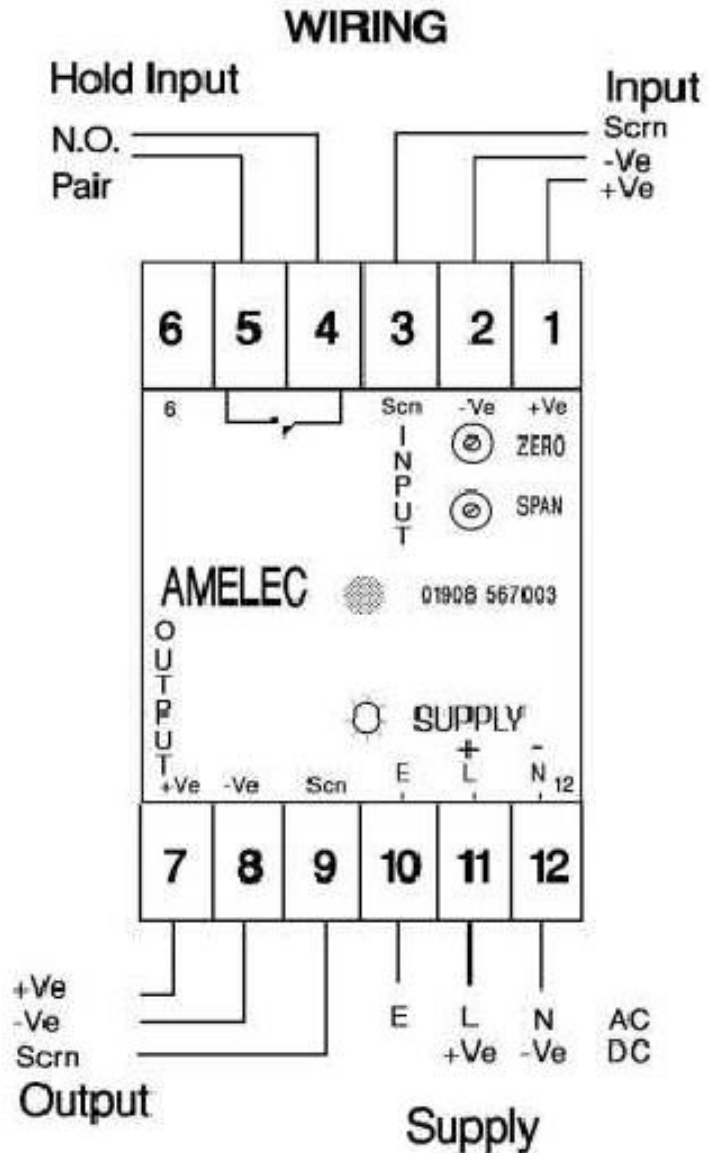 WIRING
Hold Input
N.O.
Pair
Input
Scrn
-Ve
+Ve
6 5 4 3 2 1
6 Scn -Ve +Ve
INPUT
ZERO
SPAN
AMELEC 01908 567003
OUTPUT
SUPPLY
+ -
+Ve -Ve Scn E L N 12
7 8 9 10 11 12
+Ve
-Ve
Scrn
Output
E L N AC
+Ve -Ve DC
Supply